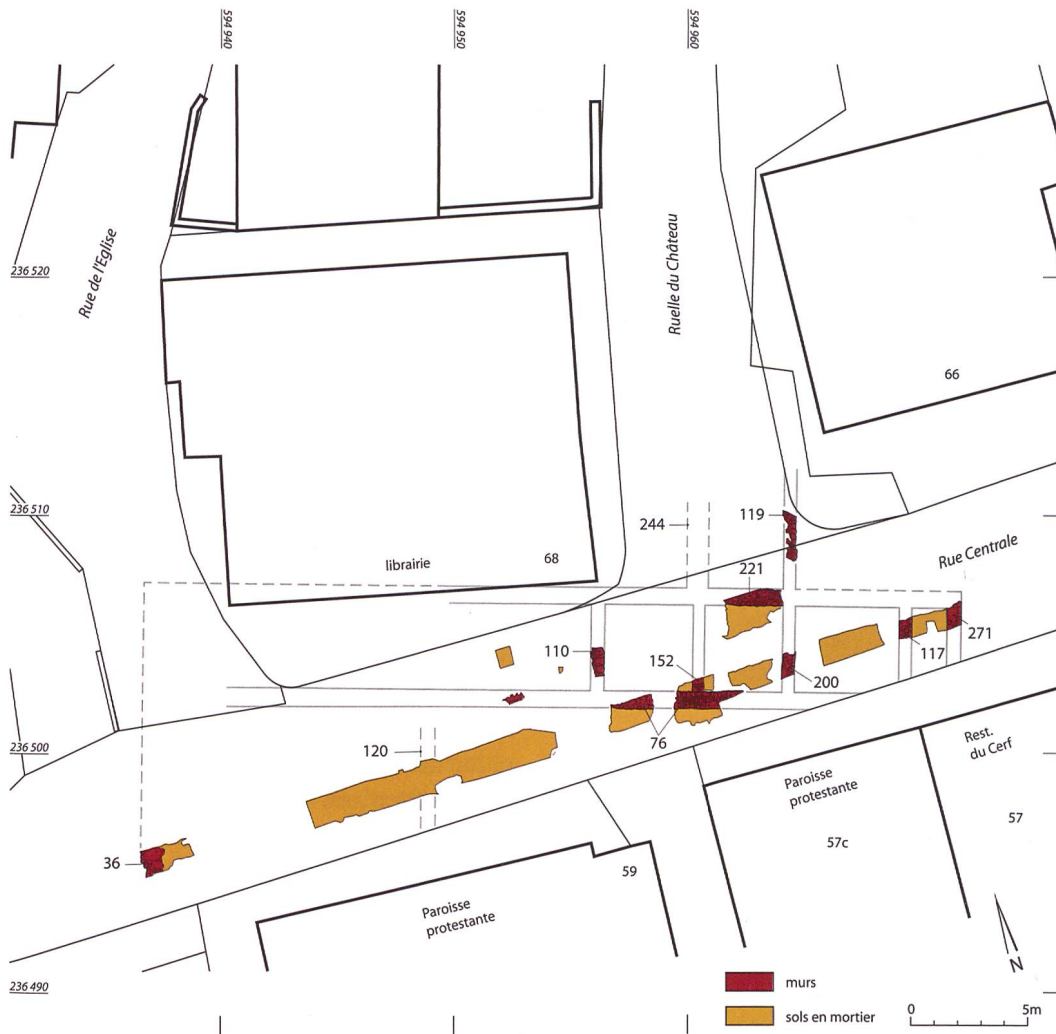 594 940
594 950
594 960
Rue de l'Eglise
236 520
Ruelle du Château
66
236 510
244
119
Rue Centrale
librairie
68
221
271
110
117
152
200
236 500
120
76
Rest.
du Cerf
Paroisse
protestante
57
57c
36
59
Paroisse
protestante
N
236 490
murs
sols en mortier
0
5m